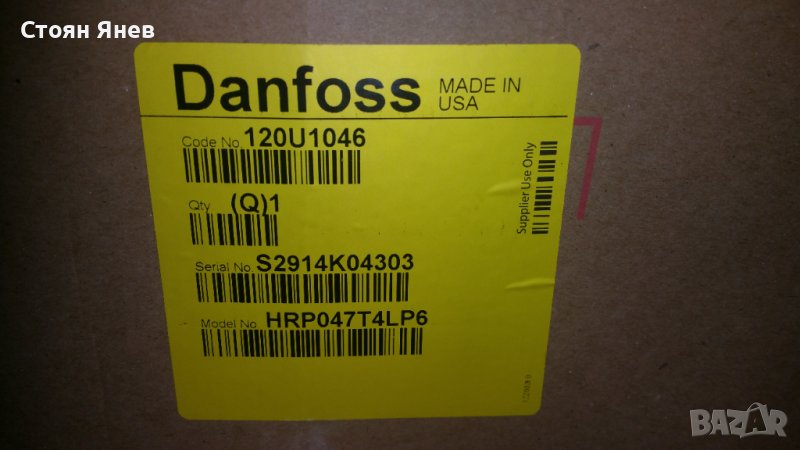 Стоян Янев
Danfoss MADE IN
USA
Code No. 120U1046
Qty (Q)1
Serial No. S2914K04303
Model No. HRP047T4LP6
Supplier Use Only
BAZAR